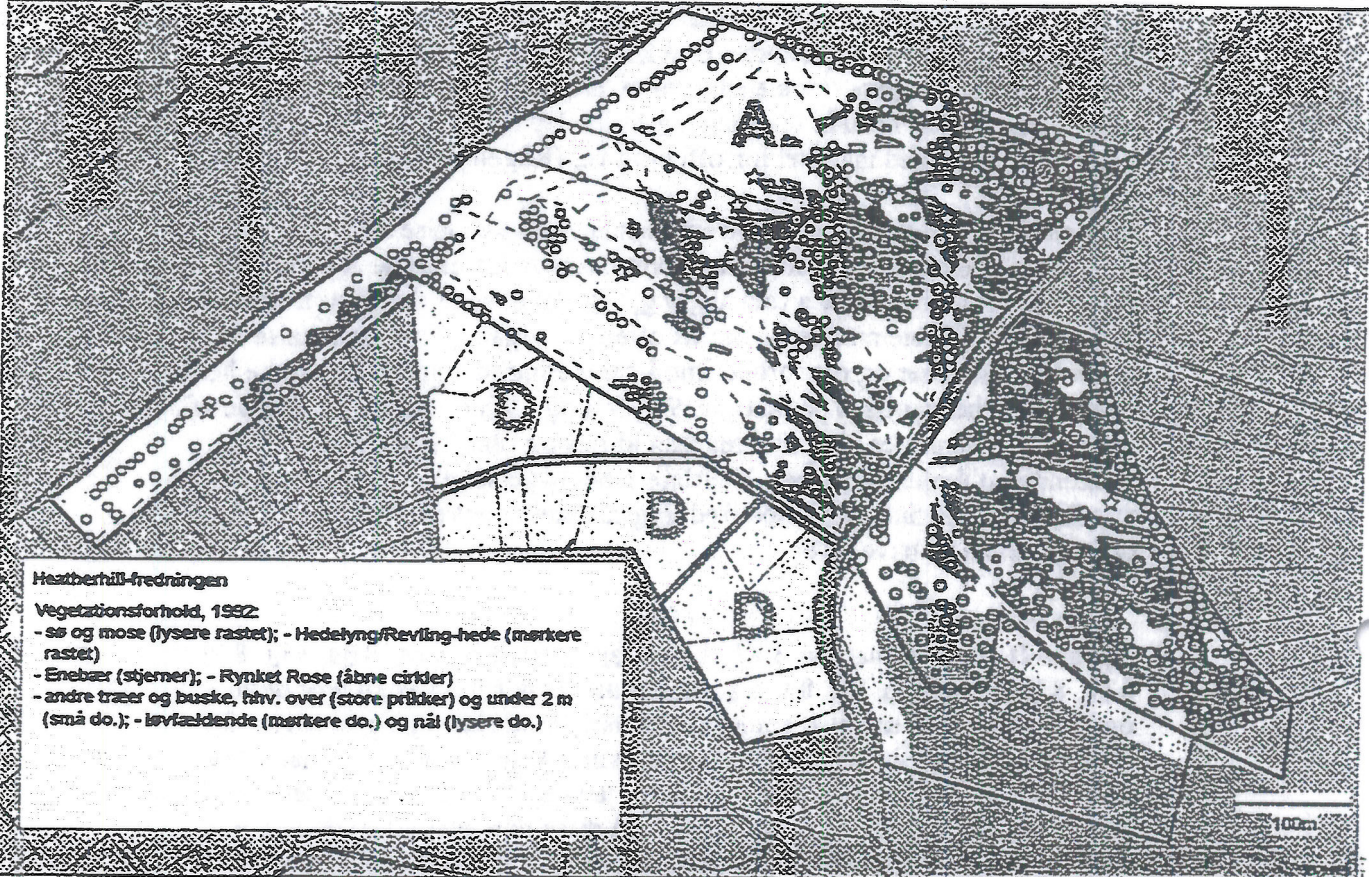 A.
D
D
D
Heatherhill-fredningen
Vegetationsforhold, 1992:
- sø og mose (lysere rastet); - Hedelyng/Revling-hede (mørkere
rastet)
- Enebær (stjerner); - Rynket Rose (åbne cirkler)
- andre træer og buske, hhv. over (store prikker) og under 2 m
(små do.); - løvfældende (mørkere do.) og nål (lysere do.)
100m